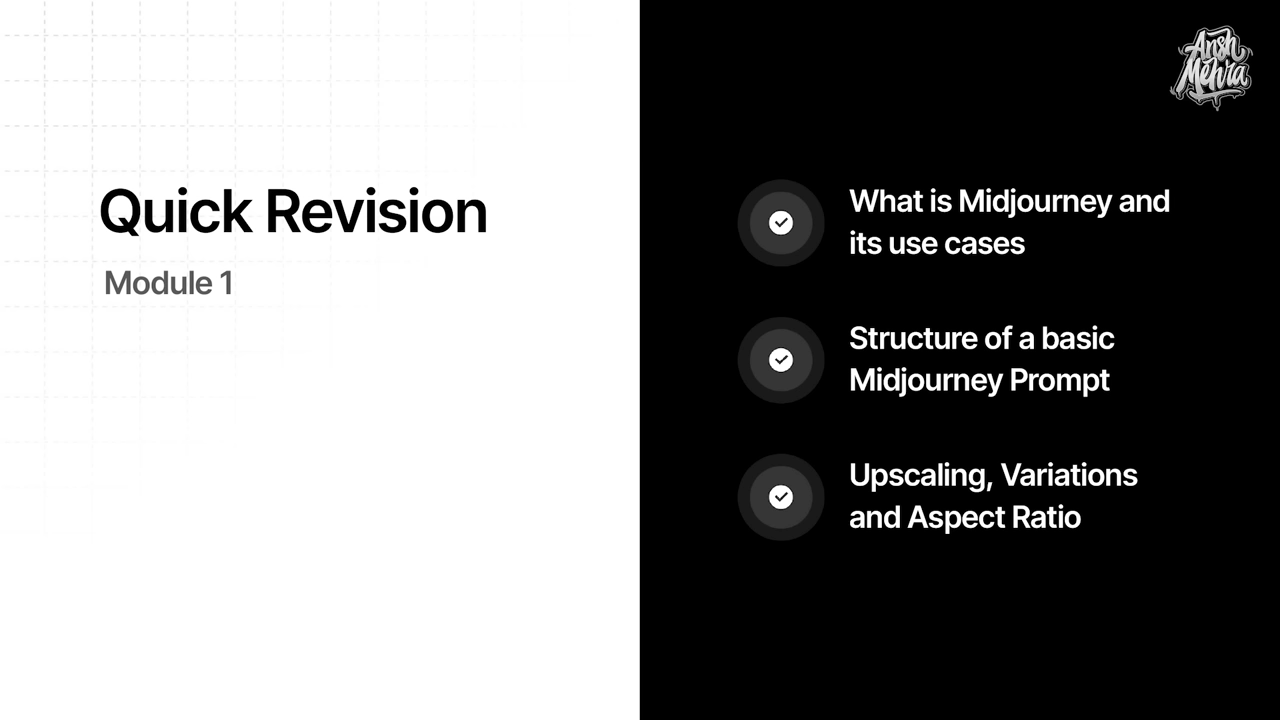 Quick Revision
Module 1
Ansh
Mehra
What is Midjourney and
its use cases
Structure of a basic
Midjourney Prompt
Upscaling, Variations
and Aspect Ratio